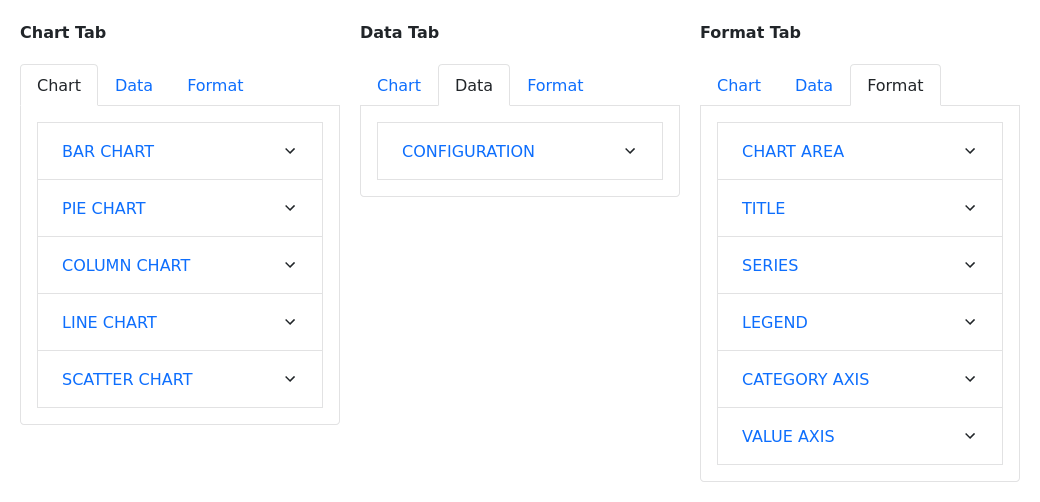 Chart Tab
Chart Data Format
BAR CHART
PIE CHART
COLUMN CHART
LINE CHART
SCATTER CHART
Data Tab
Chart Data Format
CONFIGURATION
Format Tab
Chart Data Format
CHART AREA
TITLE
SERIES
LEGEND
CATEGORY AXIS
VALUE AXIS